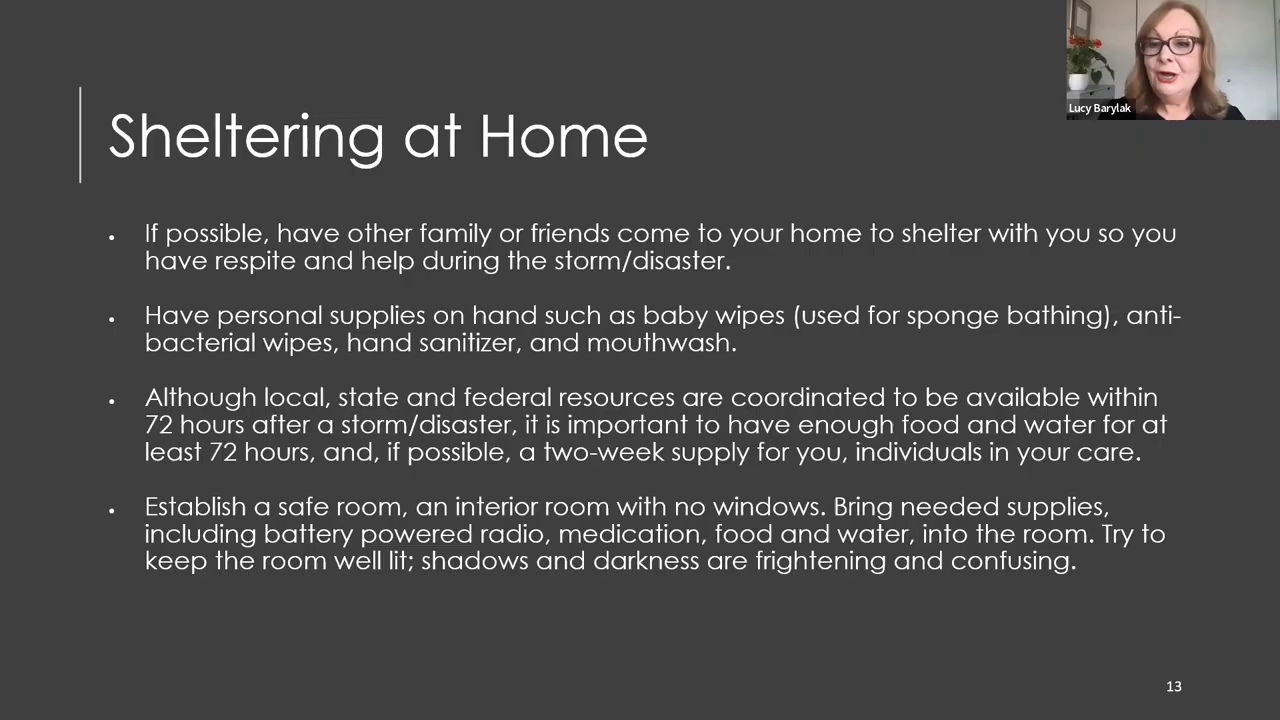 Lucy Barylak
Sheltering at Home
• If possible, have other family or friends come to your home to shelter with you so you
have respite and help during the storm/disaster.
• Have personal supplies on hand such as baby wipes (used for sponge bathing), anti-
bacterial wipes, hand sanitizer, and mouthwash.
• Although local, state and federal resources are coordinated to be available within
72 hours after a storm/disaster, it is important to have enough food and water for at
least 72 hours, and, if possible, a two-week supply for you, individuals in your care.
• Establish a safe room, an interior room with no windows. Bring needed supplies,
including battery powered radio, medication, food and water, into the room. Try to
keep the room well lit; shadows and darkness are frightening and confusing.
13